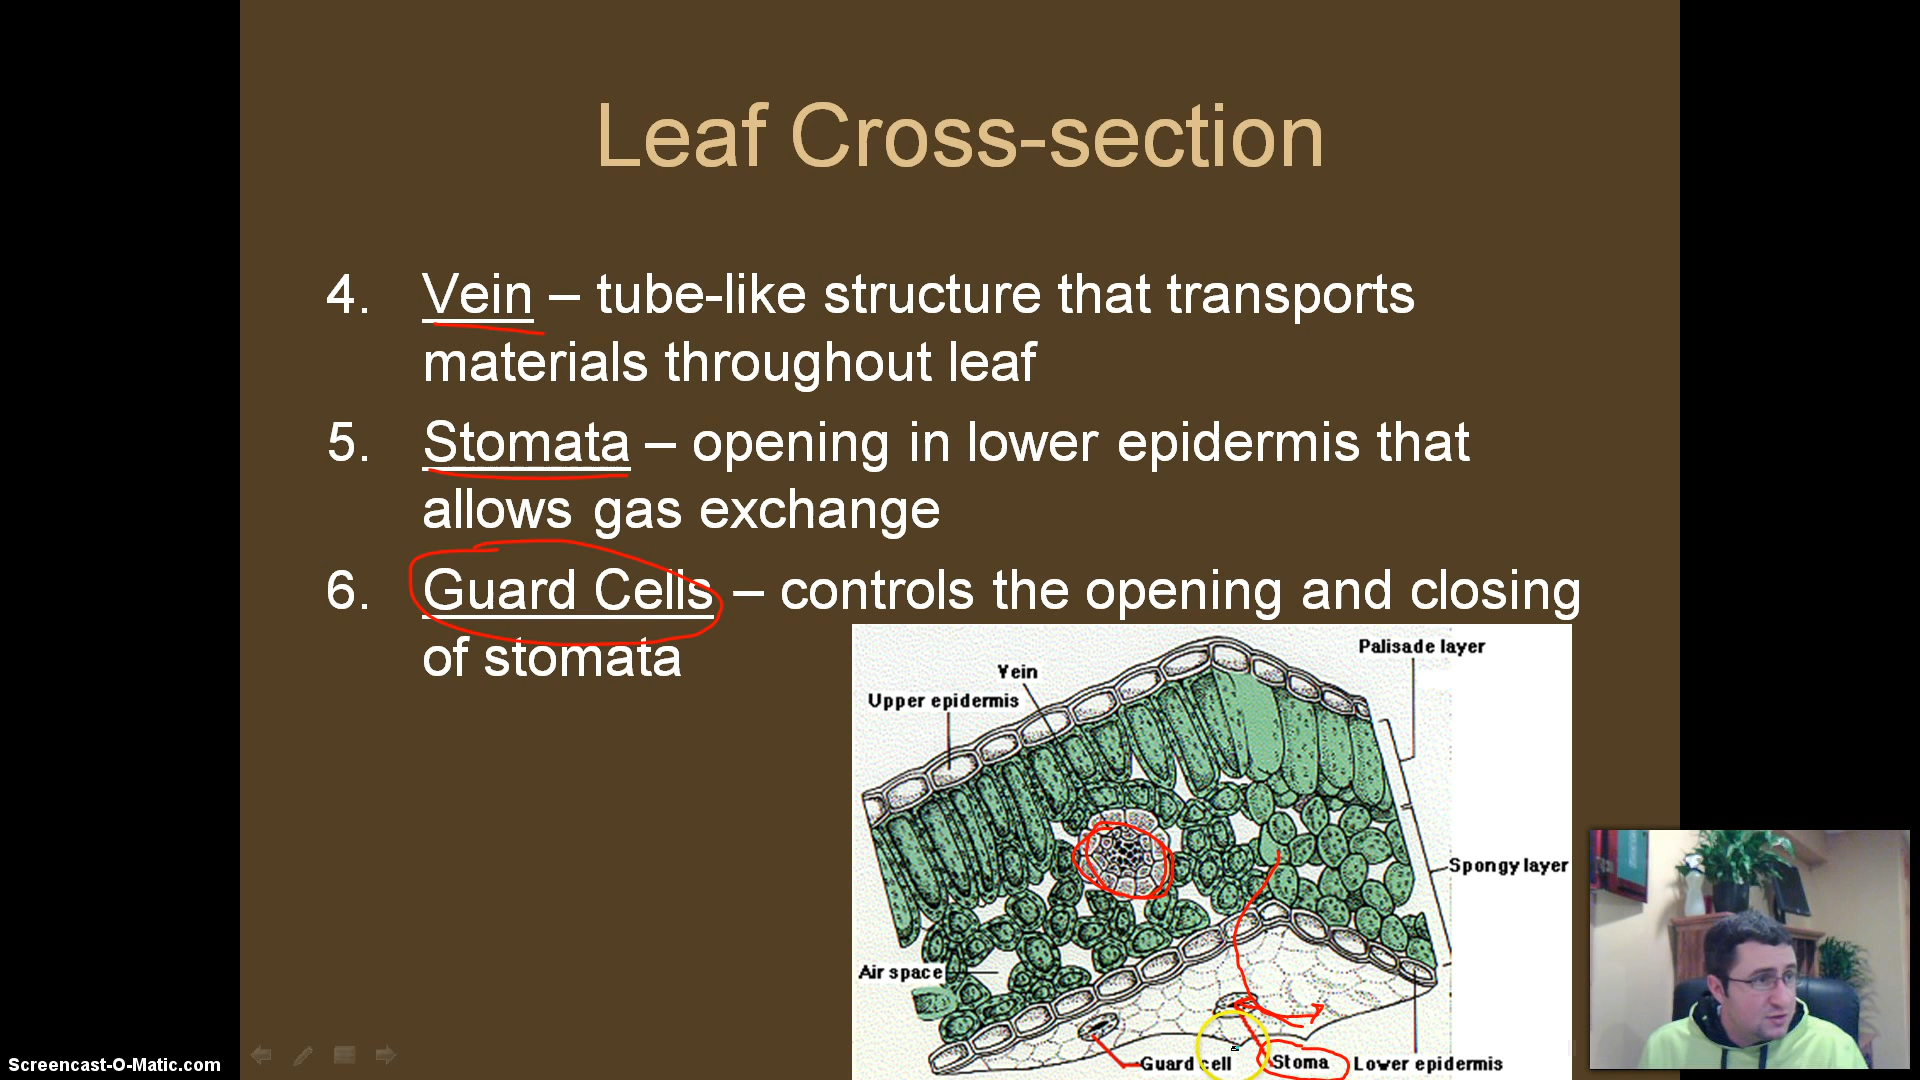 Leaf Cross-section
4. Vein – tube-like structure that transports
materials throughout leaf
5. Stomata – opening in lower epidermis that
allows gas exchange
6. Guard Cells – controls the opening and closing
of stomata
Palisade layer
Vein
Upper epidermis
Spongy layer
Air space
Guard cell
Stoma
Lower epidermis
Screencast-O-Matic.com